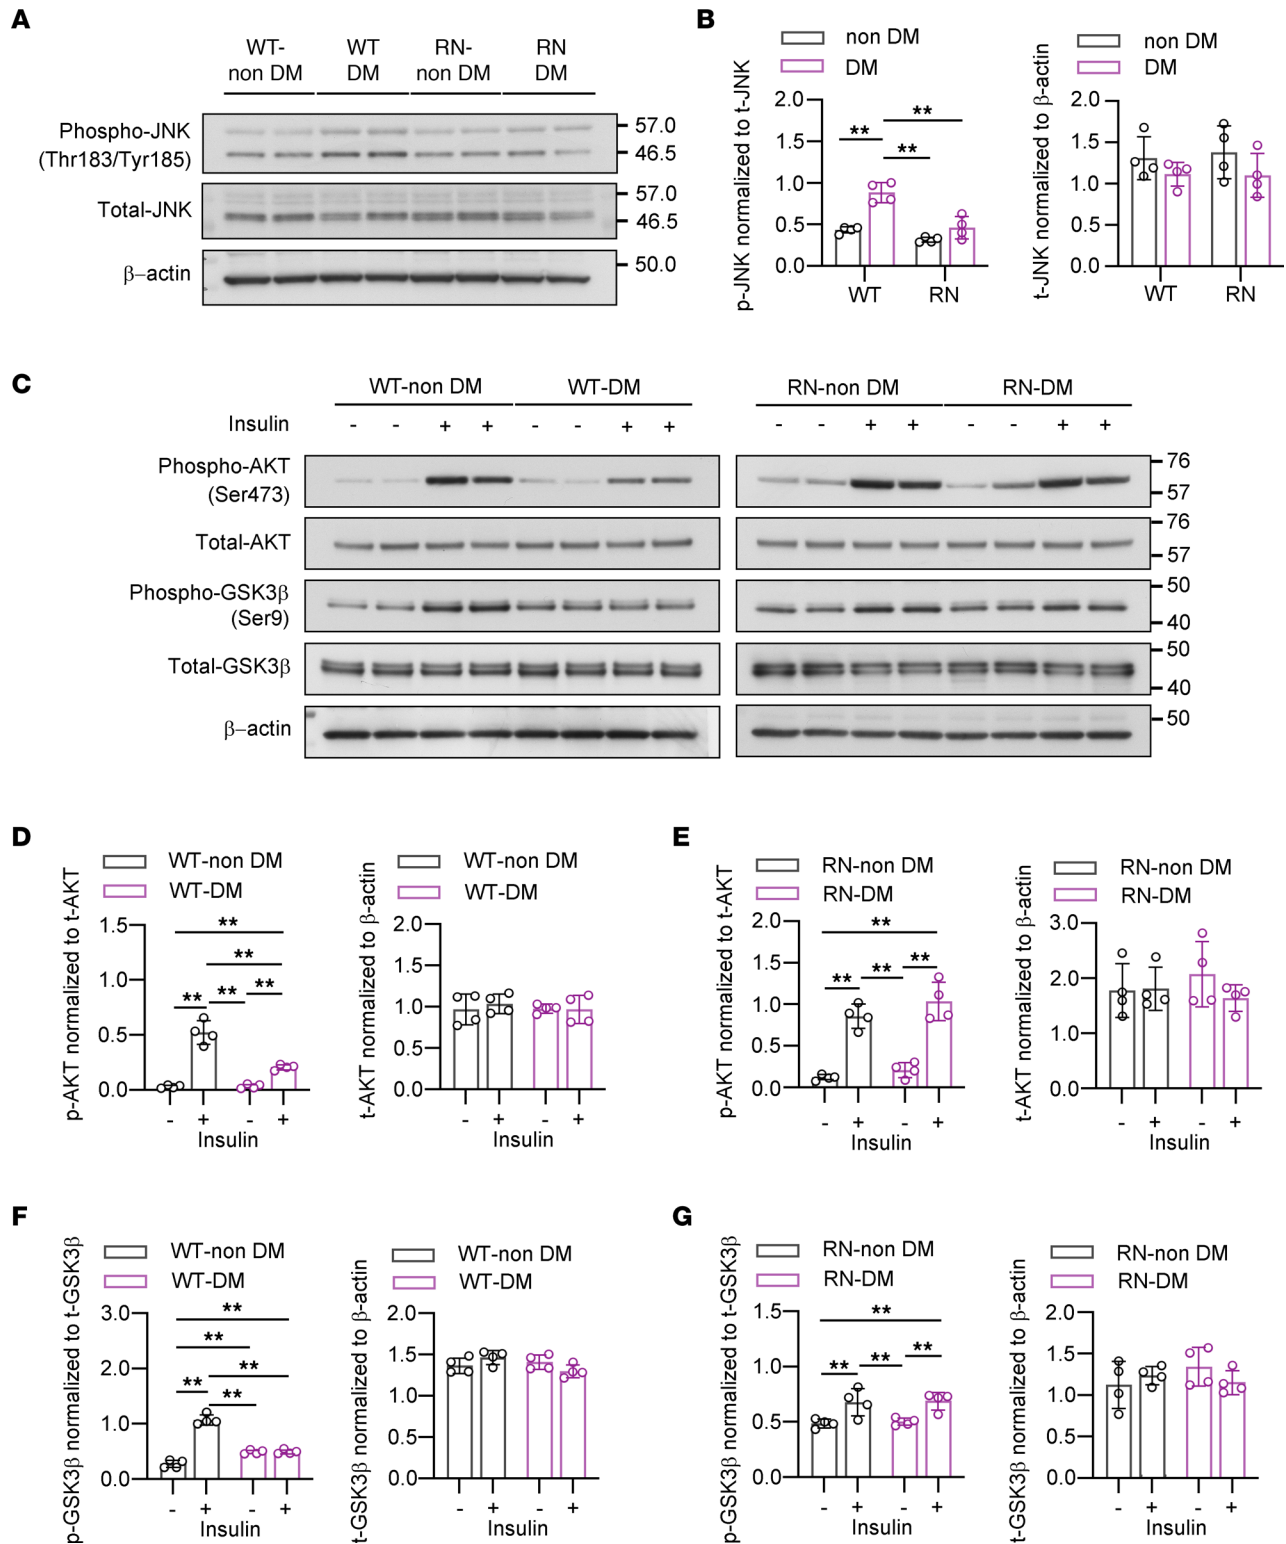 A
WT-
non DM
WT
DM
RN-
non DM
RN
DM
Phospho-JNK
(Thr183/Tyr185)
57.0
46.5
Total-JNK
57.0
46.5
β–actin
50.0
B
non DM
DM
p-JNK normalized to t-JNK
2.0
1.5
1.0
0.5
0.0
**
**
**
WT
RN
non DM
DM
t-JNK normalized to β-actin
2.0
1.5
1.0
0.5
0.0
WT
RN
C
WT-non DM
WT-DM
RN-non DM
RN-DM
Insulin
- - + + - - + +
- - + + - - + +
Phospho-AKT
(Ser473)
76
57
Total-AKT
76
57
Phospho-GSK3β
(Ser9)
50
40
Total-GSK3β
50
40
β–actin
50
D
WT-non DM
WT-DM
p-AKT normalized to t-AKT
1.5
1.0
0.5
0.0
**
**
** ** **
- + - +
Insulin
WT-non DM
WT-DM
t-AKT normalized to β-actin
2.0
1.5
1.0
0.5
0.0
- + - +
Insulin
E
RN-non DM
RN-DM
p-AKT normalized to t-AKT
2.0
1.5
1.0
0.5
0.0
**
** ** **
- + - +
Insulin
RN-non DM
RN-DM
t-AKT normalized to β-actin
3.0
2.0
1.0
0.0
- + - +
Insulin
F
WT-non DM
WT-DM
p-GSK3β normalized to t-GSK3β
3.0
2.0
1.0
0.0
**
**
**
** **
- + - +
Insulin
WT-non DM
WT-DM
t-GSK3β normalized to β-actin
2.0
1.5
1.0
0.5
0.0
- + - +
Insulin
G
RN-non DM
RN-DM
p-GSK3β normalized to t-GSK3β
1.5
1.0
0.5
0.0
**
** ** **
- + - +
Insulin
RN-non DM
RN-DM
t-GSK3β normalized to β-actin
2.0
1.5
1.0
0.5
0.0
- + - +
Insulin